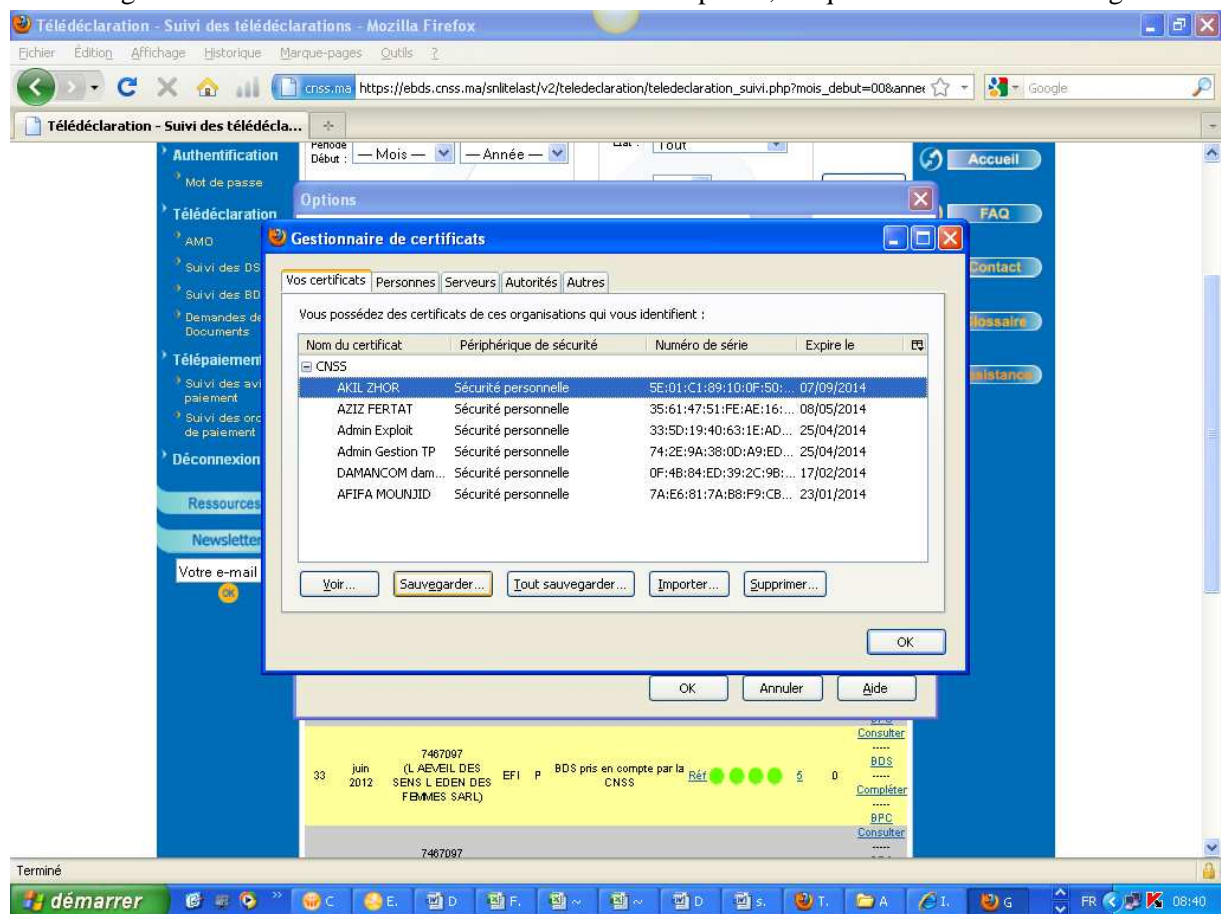 Télédéclaration - Suivi des télédéclarations - Mozilla Firefox
Fichier Édition Affichage Historique Marque-pages Outils ?
cnss.ma https://ebds.cnss.ma/snlitelast/v2/teledeclaration/teledeclaration_suivi.php?mois_debut=00&annee Google
Télédéclaration - Suivi des télédécla...
Authentification
Mot de passe
Télédéclaration
AMO
Suivi des DS
Suivi des BD
Demandes de
Documents
Télépaiement
Suivi des avi
paiement
Suivi des ord
de paiement
Déconnexion
Ressources
Newsletter
Votre e-mail
OK
Période
Début : — Mois — — Année —
Etat : Tout
Accueil
FAQ
Contact
Glossaire
Assistance
Options
Gestionnaire de certificats
Vos certificats Personnes Serveurs Autorités Autres
Vous possédez des certificats de ces organisations qui vous identifient :
Nom du certificat Périphérique de sécurité Numéro de série Expire le
CNSS
AKIL ZHOR Sécurité personnelle 5E:01:C1:89:10:0F:50:... 07/09/2014
AZIZ FERTAT Sécurité personnelle 35:61:47:51:FE:AE:16:... 08/05/2014
Admin Exploit Sécurité personnelle 33:5D:19:40:63:1E:AD... 25/04/2014
Admin Gestion TP Sécurité personnelle 74:2E:9A:38:0D:A9:ED... 25/04/2014
DAMANCOM dam... Sécurité personnelle 0F:4B:84:ED:39:2C:9B:... 17/02/2014
AFIFA MOUNJID Sécurité personnelle 7A:E6:81:7A:B8:F9:CB... 23/01/2014
Voir... Sauvegarder... Tout sauvegarder... Importer... Supprimer...
OK
OK Annuler Aide
33 juin 2012 7467097 (L AEVEIL DES SENS L EDEN DES FEMMES SARL) EFI P BDS pris en compte par la CNSS Réf 5 0
Consulter
-----
BDS
-----
Compléter
-----
BPC
Consulter
-----
7467097
Terminé
démarrer C E. D F. ~ ~ D s. T. A I. G FR 08:40